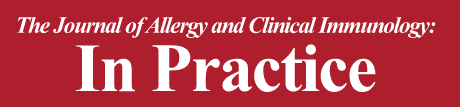 The Journal of Allergy and Clinical Immunology:
In Practice